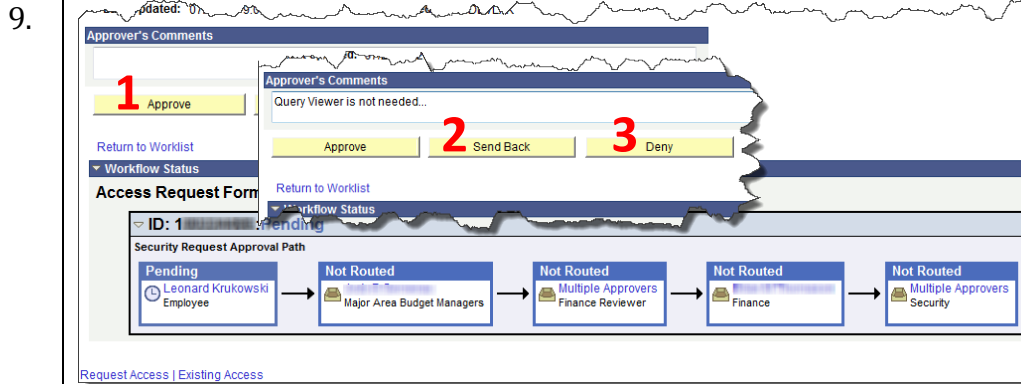 9.
pdated:
Approver's Comments
1
Approve
Return to Worklist
Workflow Status
Access Request Form
Approver's Comments
Query Viewer is not needed...
Approve
2
Send Back
3
Deny
Return to Worklist
Workflow Status
ID: 1 :Pending
Security Request Approval Path
Pending
Leonard Krukowski
Employee
Not Routed
Major Area Budget Managers
Not Routed
Multiple Approvers
Finance Reviewer
Not Routed
Finance
Not Routed
Multiple Approvers
Security
Request Access | Existing Access